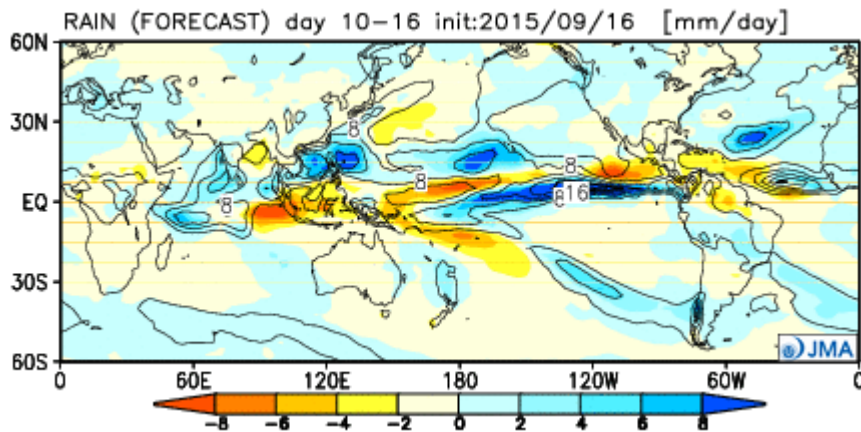 RAIN (FORECAST) day 10-16 init:2015/09/16 [mm/day]
60N
30N
EQ
30S
60S
8
8
8
8
8
16
JMA
0 60E 120E 180 120W 60W 0
-8 -6 -4 -2 0 2 4 6 8